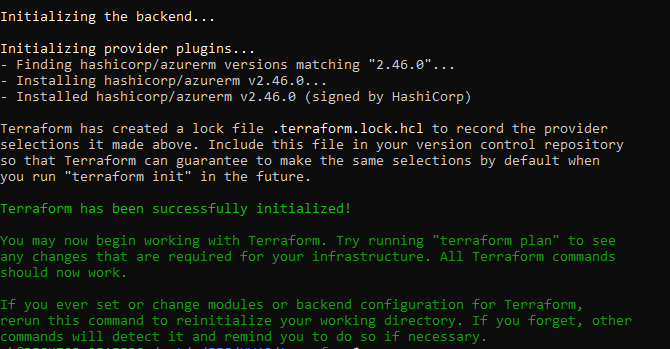 Initializing the backend...
Initializing provider plugins...
- Finding hashicorp/azurerm versions matching "2.46.0"...
- Installing hashicorp/azurerm v2.46.0...
- Installed hashicorp/azurerm v2.46.0 (signed by HashiCorp)
Terraform has created a lock file .terraform.lock.hcl to record the provider
selections it made above. Include this file in your version control repository
so that Terraform can guarantee to make the same selections by default when
you run "terraform init" in the future.
Terraform has been successfully initialized!
You may now begin working with Terraform. Try running "terraform plan" to see
any changes that are required for your infrastructure. All Terraform commands
should now work.
If you ever set or change modules or backend configuration for Terraform,
rerun this command to reinitialize your working directory. If you forget, other
commands will detect it and remind you to do so if necessary.